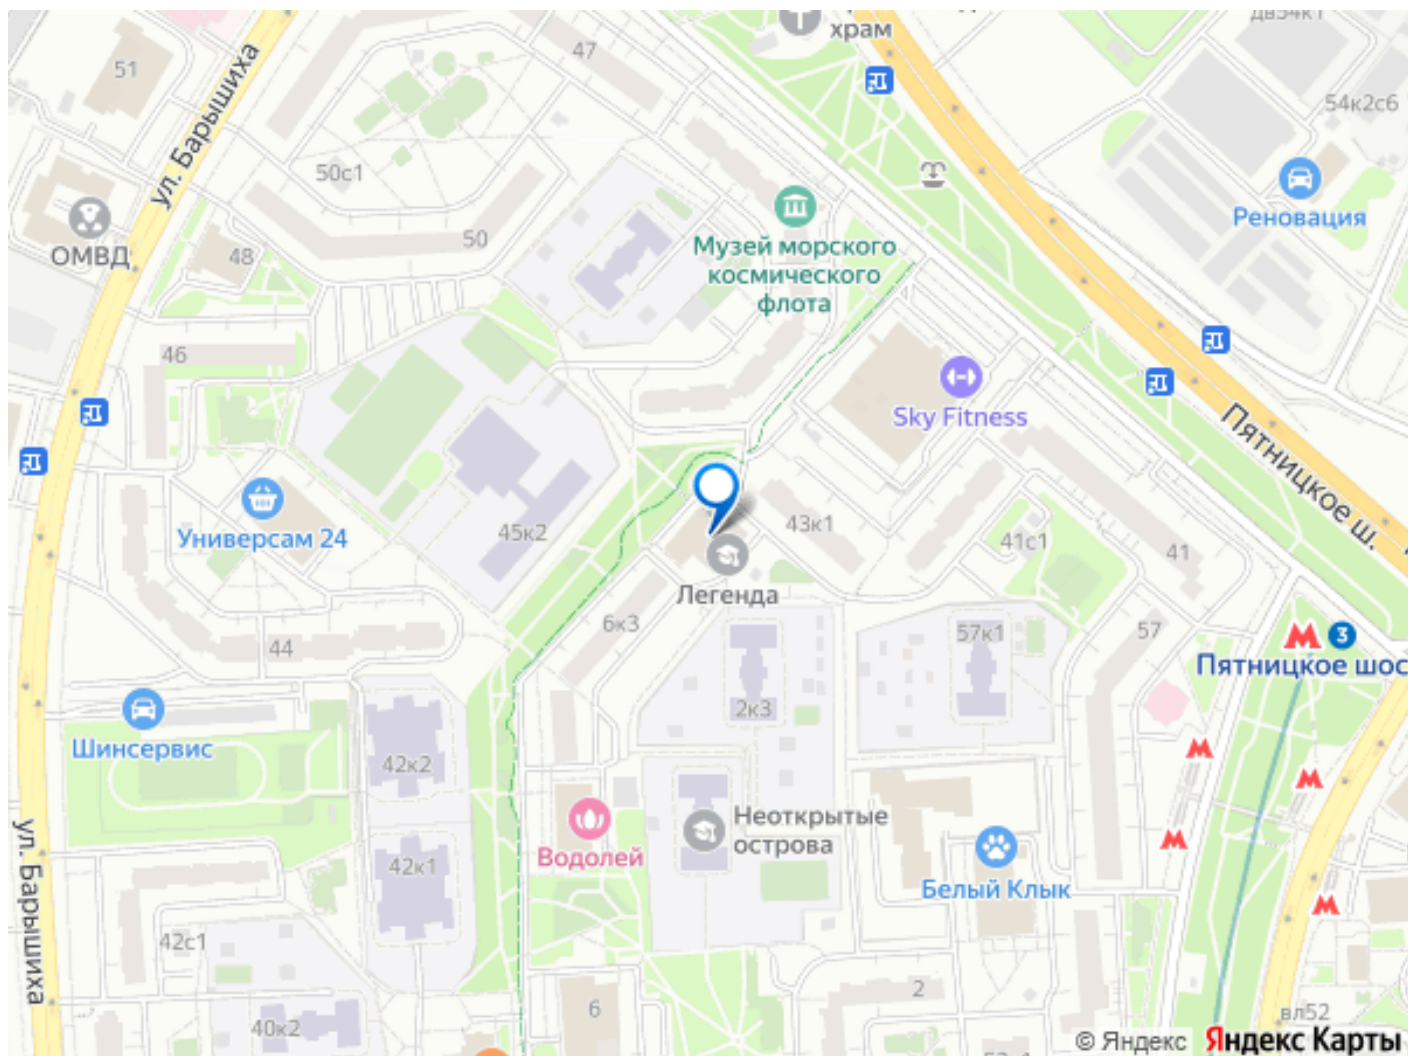 храм
дв54к1
51
47
54к2с6
ул. Барышиха
50с1
Реновация
ОМВД
48
50
Музей морского
космического
флота
46
Sky Fitness
Пятницкое ш.
Универсам 24
45к2
43к1
41с1
41
Легенда
6к3
57к1
57
44
3
Пятницкое шос
2к3
Шинсервис
42к2
Неоткрытые
острова
Водолей
42к1
Белый Клык
ул. Барышиха
42с1
6
2
40к2
вл52
© Яндекс Яндекс Карты